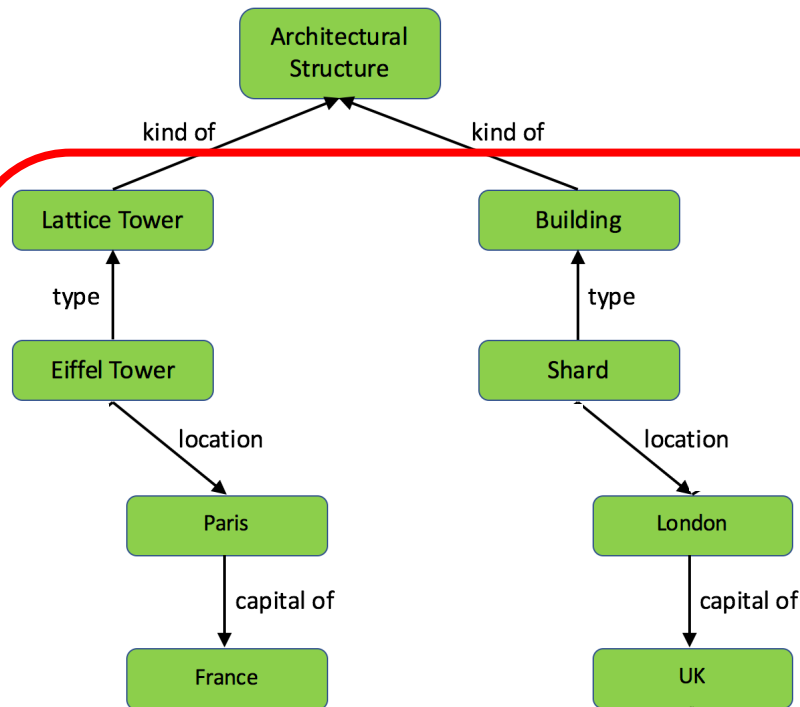 Architectural
Structure
kind of
kind of
Lattice Tower
Building
type
type
Eiffel Tower
Shard
location
location
Paris
London
capital of
capital of
France
UK